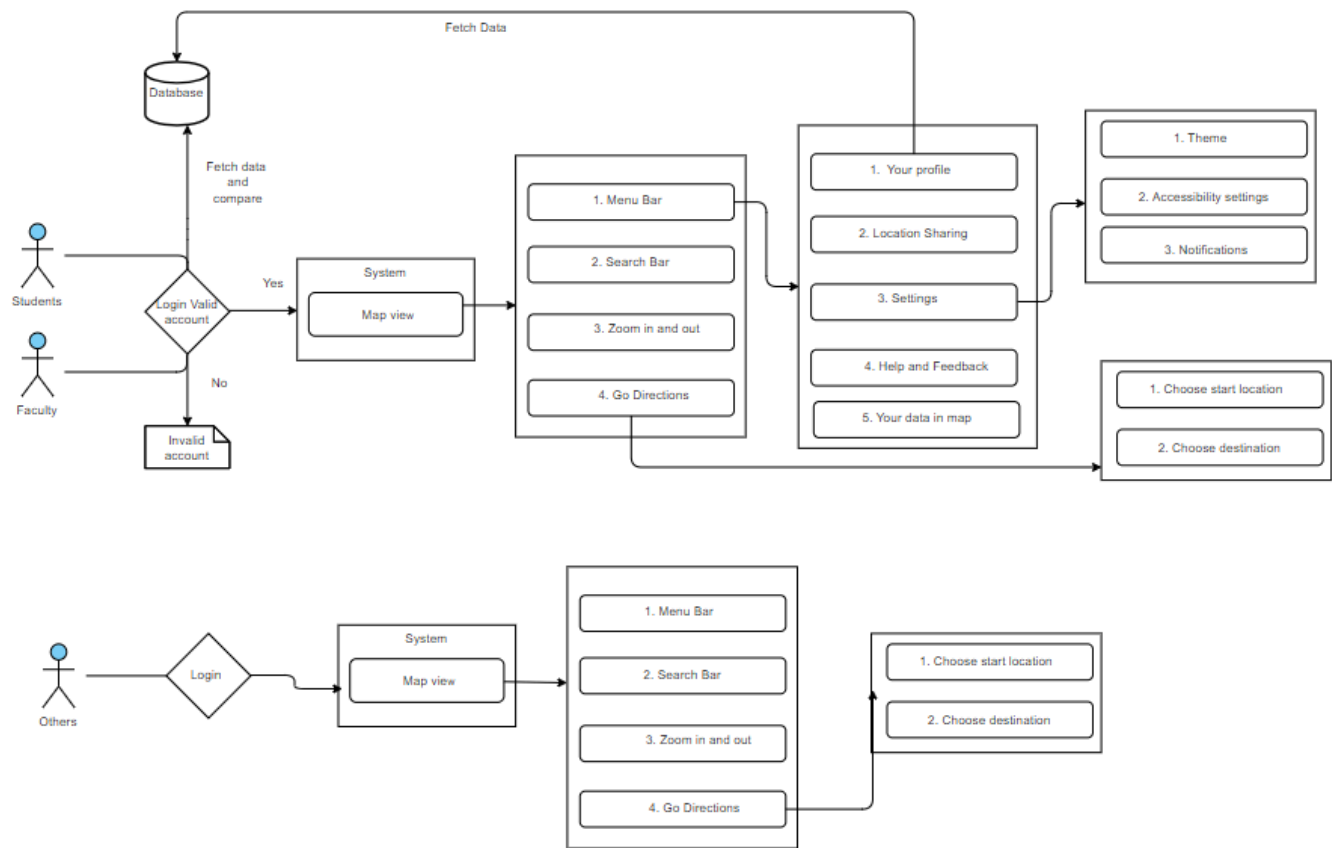 Fetch Data
Database
Fetch data
and
compare
Students
Faculty
Login Valid
account
Yes
No
Invalid
account
System
Map view
1. Menu Bar
2. Search Bar
3. Zoom in and out
4. Go Directions
1. Your profile
2. Location Sharing
3. Settings
4. Help and Feedback
5. Your data in map
1. Theme
2. Accessibility settings
3. Notifications
1. Choose start location
2. Choose destination
Others
Login
System
Map view
1. Menu Bar
2. Search Bar
3. Zoom in and out
4. Go Directions
1. Choose start location
2. Choose destination